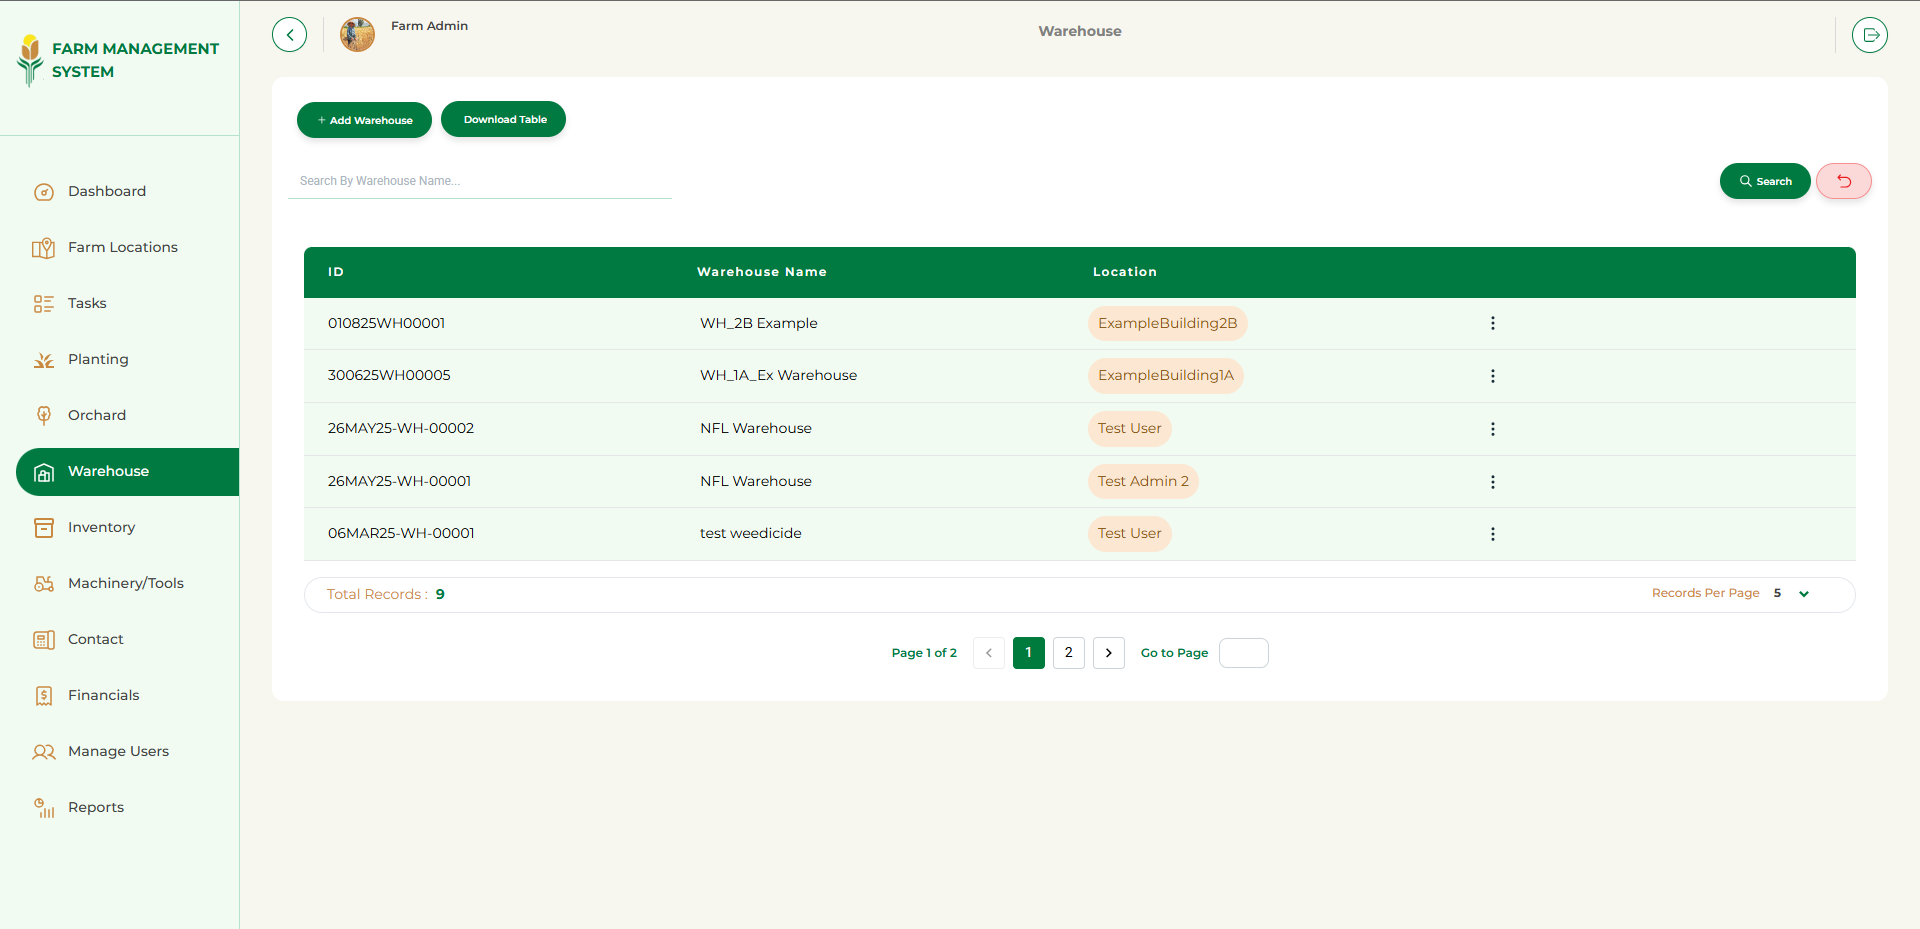 FARM MANAGEMENT
SYSTEM
Farm Admin
Warehouse
+ Add Warehouse
Download Table
Search By Warehouse Name...
Search
Dashboard
Farm Locations
Tasks
Planting
Orchard
Warehouse
Inventory
Machinery/Tools
Contact
Financials
Manage Users
Reports
ID Warehouse Name Location
010825WH00001 WH_2B Example ExampleBuilding2B
300625WH00005 WH_1A_Ex Warehouse ExampleBuilding1A
26MAY25-WH-00002 NFL Warehouse Test User
26MAY25-WH-00001 NFL Warehouse Test Admin 2
06MAR25-WH-00001 test weedicide Test User
Total Records : 9 Records Per Page 5
Page 1 of 2 < 1 2 > Go to Page